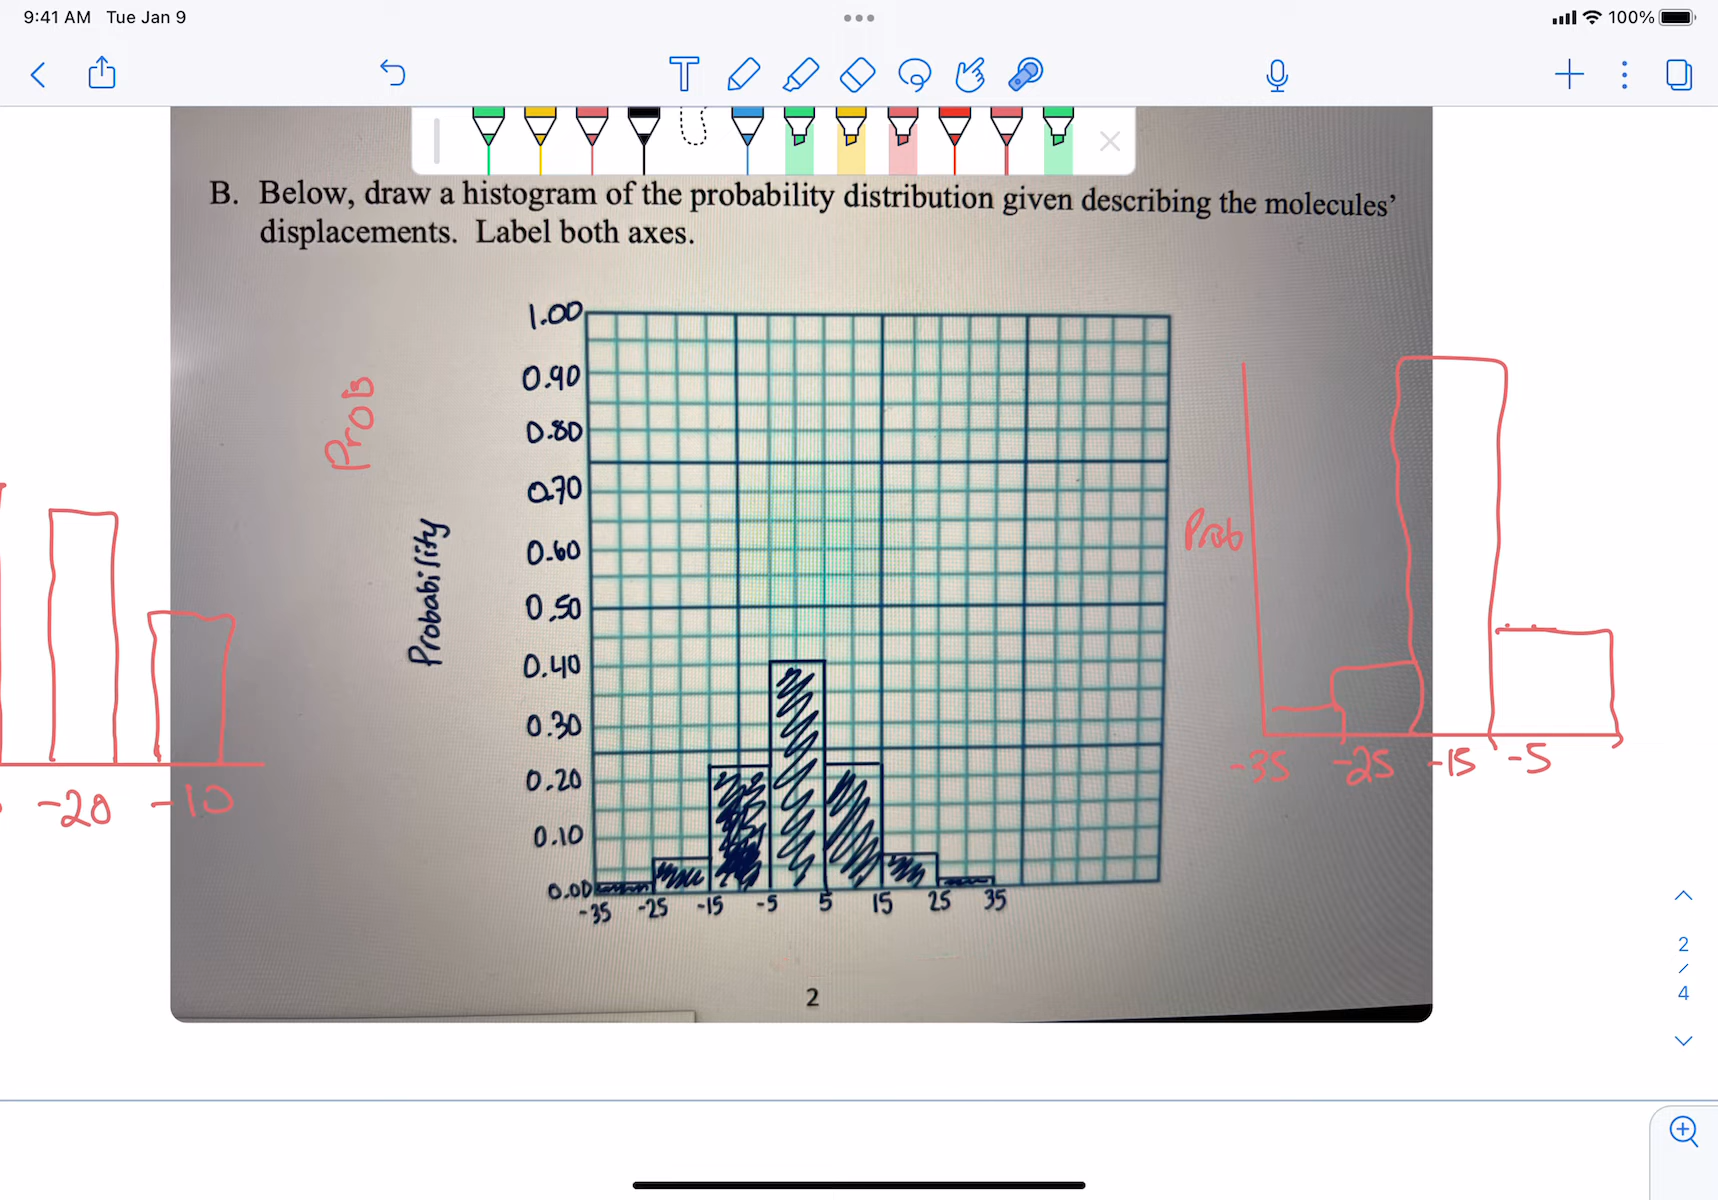 9:41 AM Tue Jan 9
100%
B. Below, draw a histogram of the probability distribution given describing the molecules'
displacements. Label both axes.
Prob
Probability
1.00
0.90
0.80
0.70
0.60
0.50
0.40
0.30
0.20
0.10
0.00
-35 -25 -15 -5 5 15 25 35
-20 -10
Prob
-35 -25 -15 -5
2
2
/
4